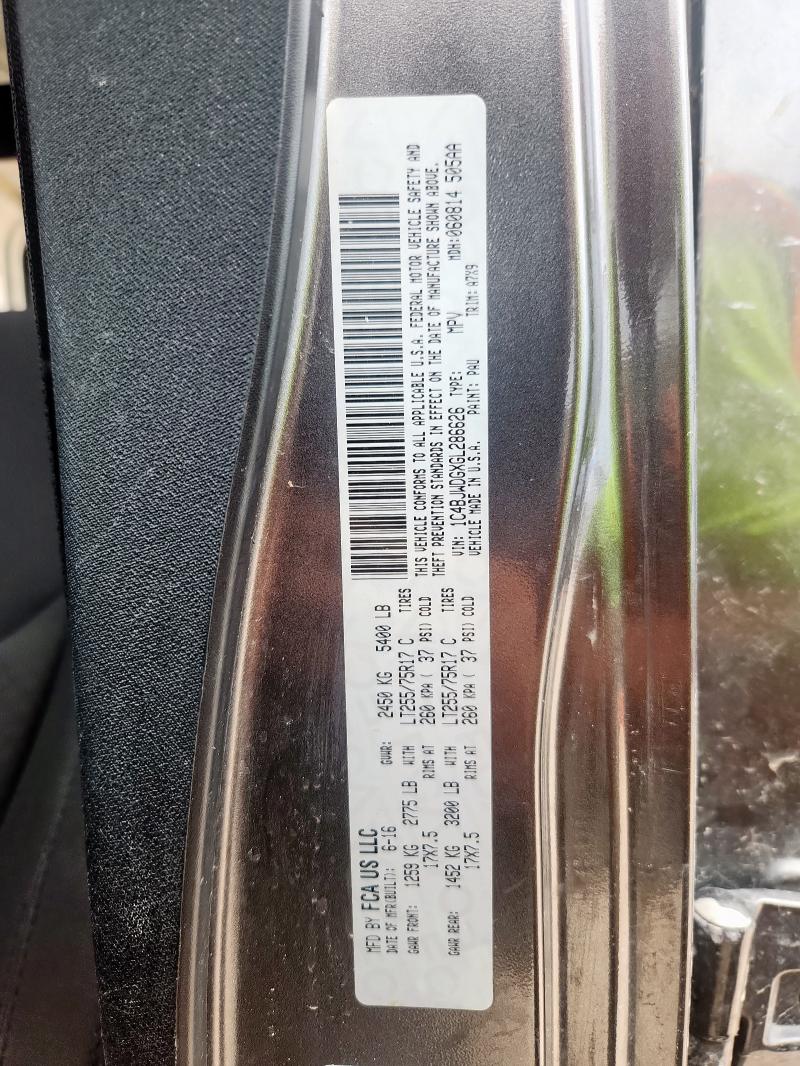 MFD BY FCA US LLC
DATE OF MFR(BUILT): 6-16 GVWR: 2450 KG 5400 LB
GAWR FRONT: 1259 KG 2775 LB WITH LT255/75R17 C TIRES
17X7.5 RIMS AT 260 KPA ( 37 PSI) COLD
GAWR REAR: 1452 KG 3200 LB WITH LT255/75R17 C TIRES
17X7.5 RIMS AT 260 KPA ( 37 PSI) COLD
THIS VEHICLE CONFORMS TO ALL APPLICABLE U.S.A. FEDERAL MOTOR VEHICLE SAFETY AND
THEFT PREVENTION STANDARDS IN EFFECT ON THE DATE OF MANUFACTURE SHOWN ABOVE.
VIN: 1C4BJWDGXGL286626 TYPE: MPV MDH:060814 505AA
VEHICLE MADE IN U.S.A. PAINT: PAU TRIM: A7X9